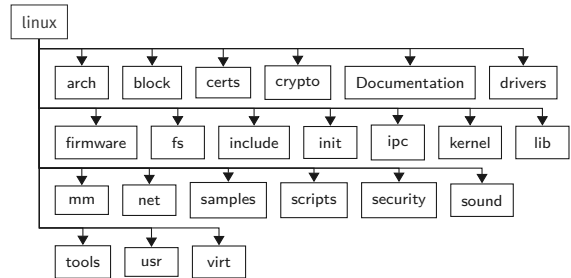 linux
arch block certs crypto Documentation drivers
firmware fs include init ipc kernel lib
mm net samples scripts security sound
tools usr virt